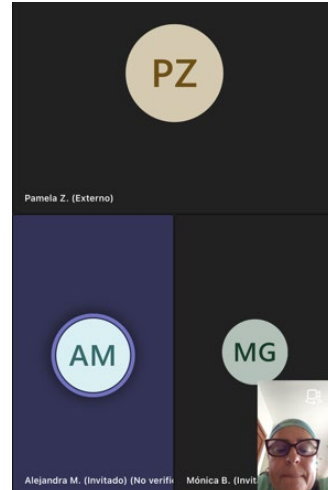 PZ
Pamela Z. (Externo)
AM
MG
Alejandra M. (Invitado) (No verifi
Mónica B. (Invit